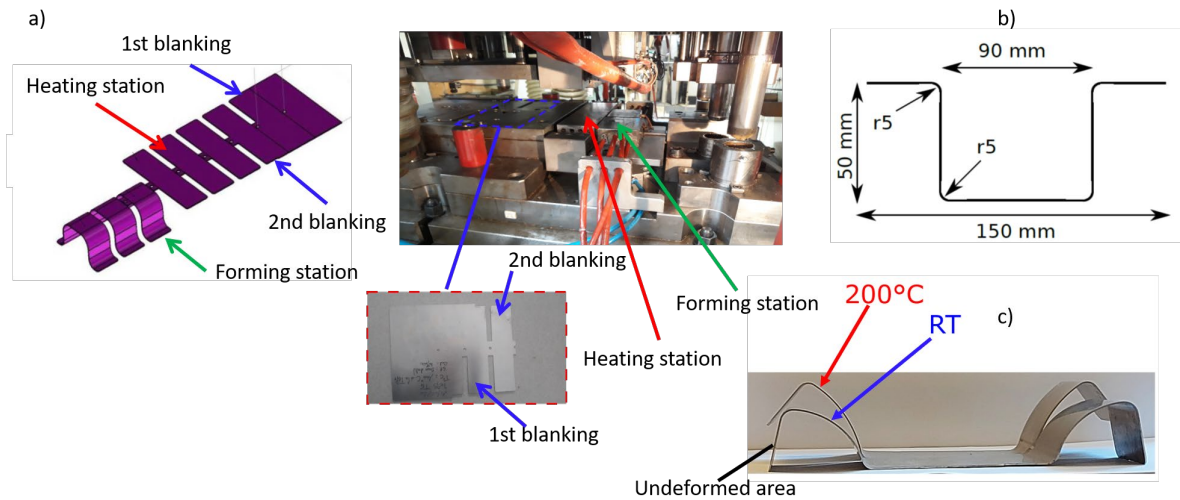 a)
1st blanking
Heating station
2nd blanking
Forming station
2nd blanking
Forming station
Heating station
1st blanking
b)
90 mm
r5
50 mm
r5
150 mm
c)
200°C
RT
Undeformed area